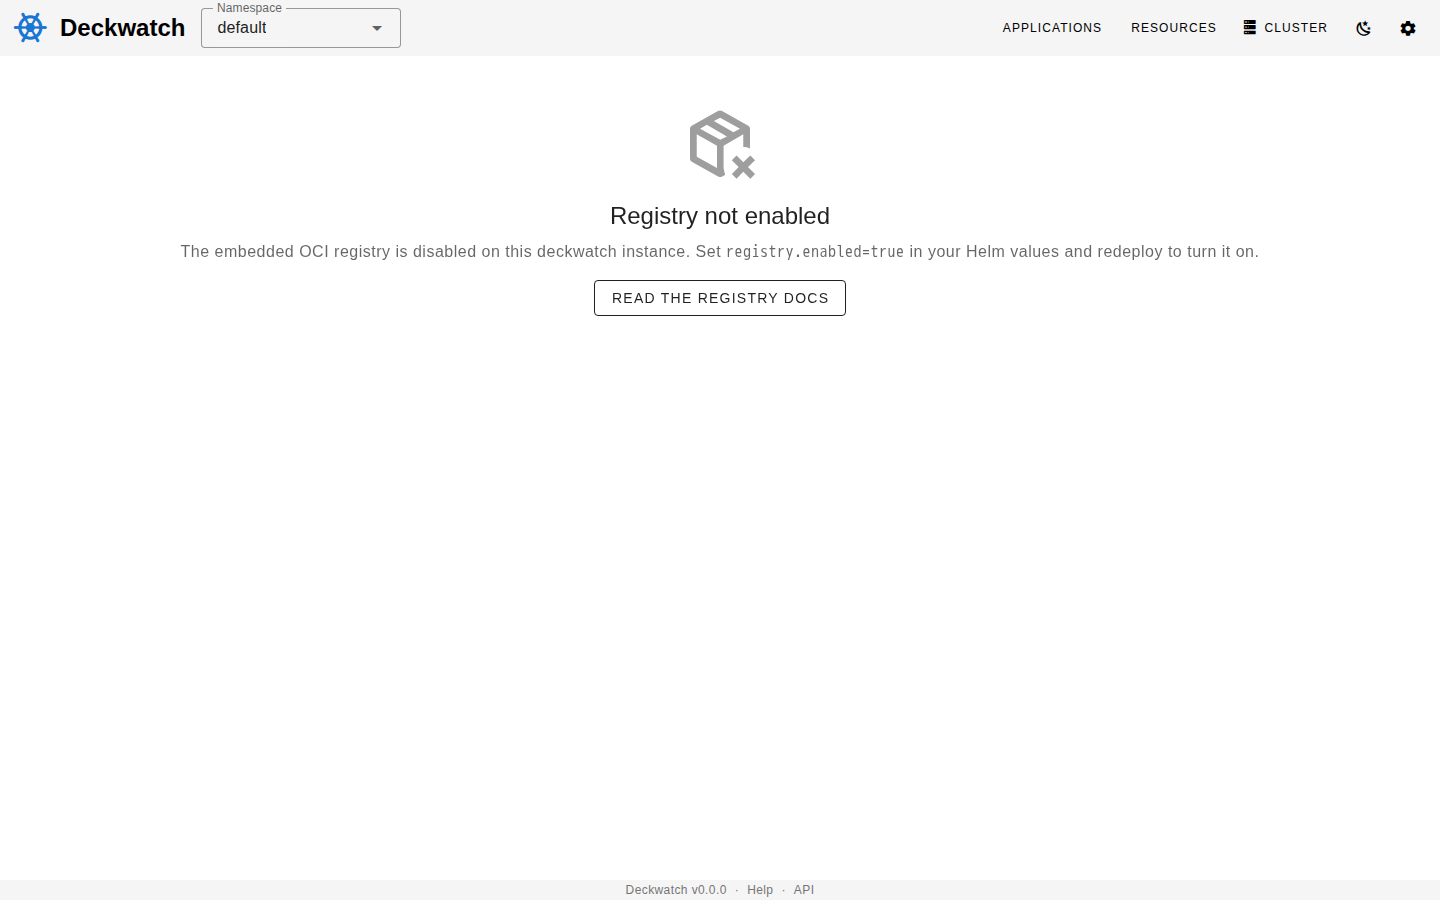 Deckwatch
Namespace
default
APPLICATIONS
RESOURCES
CLUSTER
Registry not enabled
The embedded OCI registry is disabled on this deckwatch instance. Set registry.enabled=true in your Helm values and redeploy to turn it on.
READ THE REGISTRY DOCS
Deckwatch v0.0.0 · Help · API